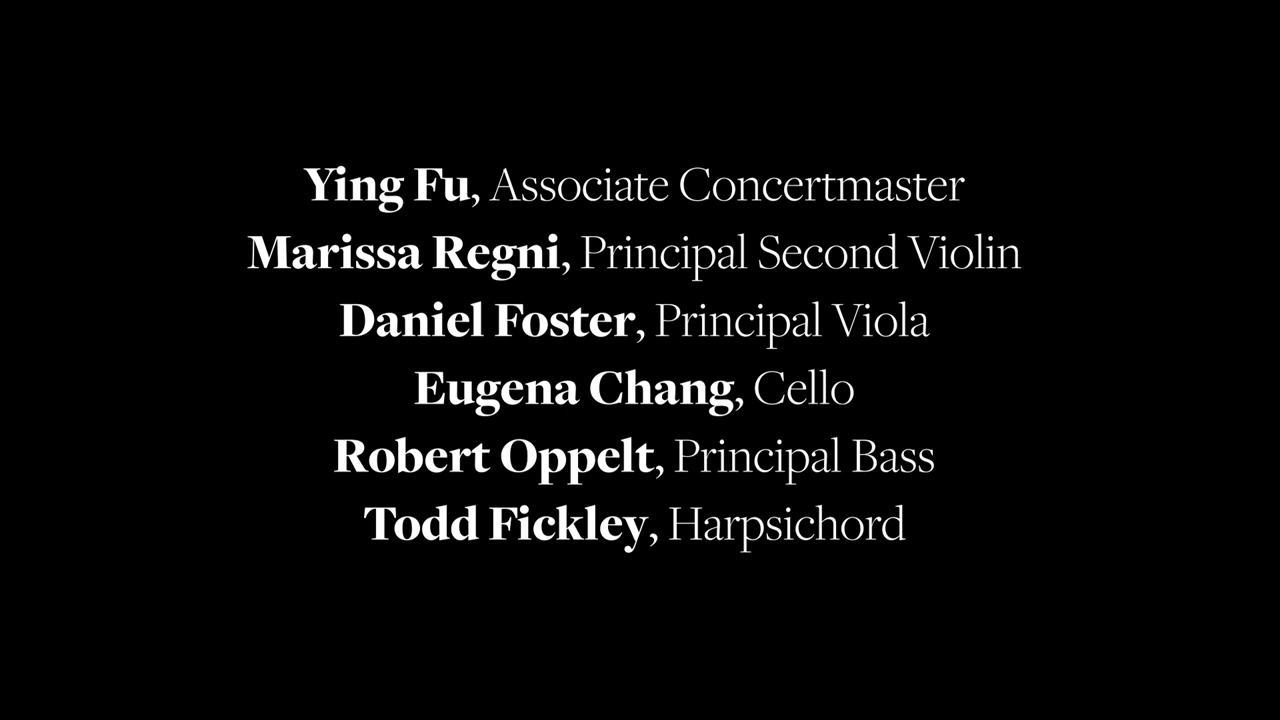 Ying Fu, Associate Concertmaster
Marissa Regni, Principal Second Violin
Daniel Foster, Principal Viola
Eugena Chang, Cello
Robert Oppelt, Principal Bass
Todd Fickley, Harpsichord